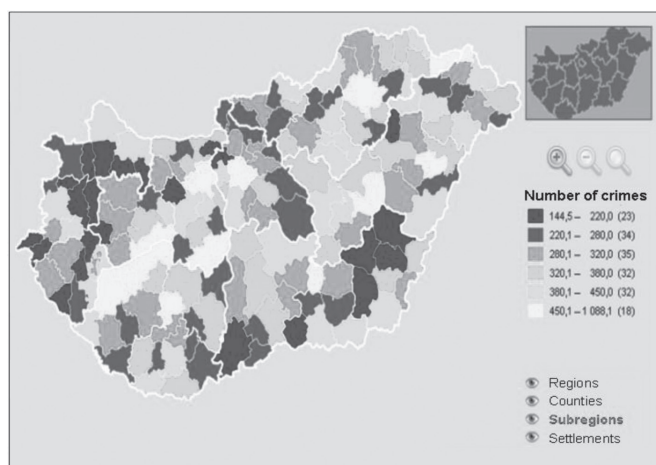 Number of crimes
144,5 – 220,0 (23)
220,1 – 280,0 (34)
280,1 – 320,0 (35)
320,1 – 380,0 (32)
380,1 – 450,0 (32)
450,1 – 1 088,1 (18)
Regions
Counties
Subregions
Settlements